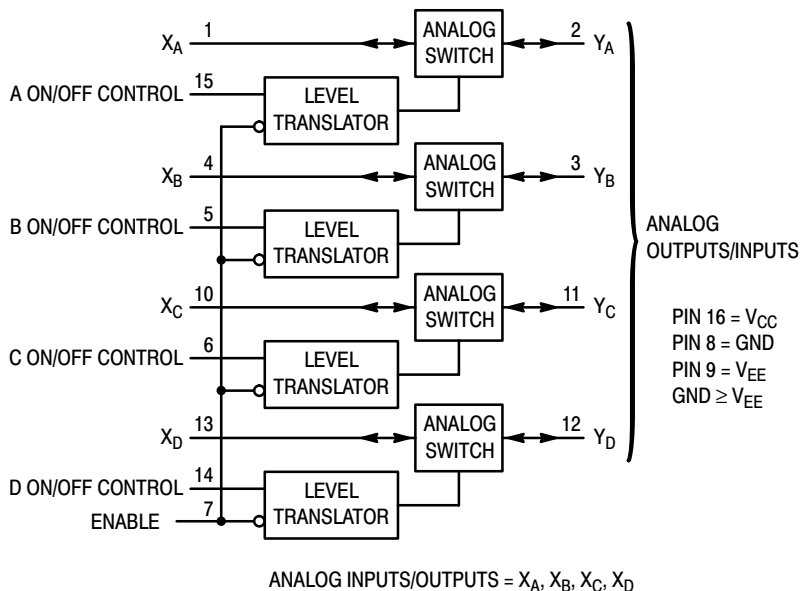 X_A 1 ANALOG SWITCH 2 Y_A
A ON/OFF CONTROL 15 LEVEL TRANSLATOR
X_B 4 ANALOG SWITCH 3 Y_B
B ON/OFF CONTROL 5 LEVEL TRANSLATOR
X_C 10 ANALOG SWITCH 11 Y_C
C ON/OFF CONTROL 6 LEVEL TRANSLATOR
X_D 13 ANALOG SWITCH 12 Y_D
D ON/OFF CONTROL 14 LEVEL TRANSLATOR
ENABLE 7
ANALOG
OUTPUTS/INPUTS
PIN 16 = V_CC
PIN 8 = GND
PIN 9 = V_EE
GND ≥ V_EE
ANALOG INPUTS/OUTPUTS = X_A, X_B, X_C, X_D